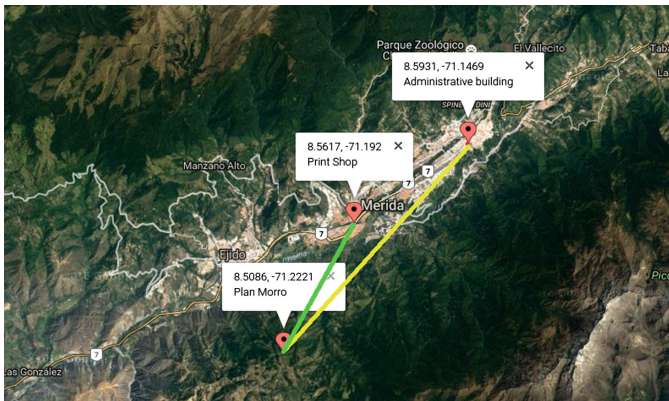 Parque Zoológico
El Vallecito
8.5931, -71.1469
Administrative building
8.5617, -71.192
Print Shop
7
7
Manzano Alto
Merida
7
Ejido
8.5086, -71.2221
Plan Morro
7
Las González